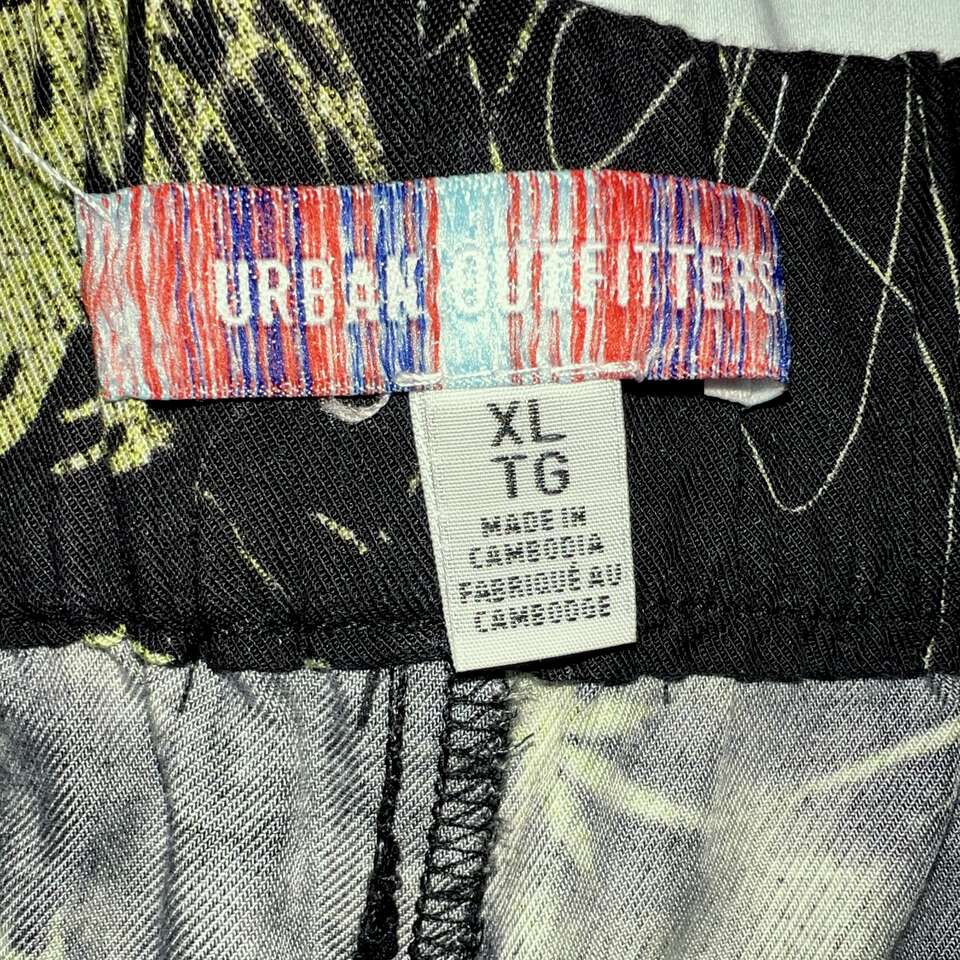 URBAN OUTFITTERS
XL
TG
MADE IN
CAMBODIA
FABRIQUÉ AU
CAMBODGE